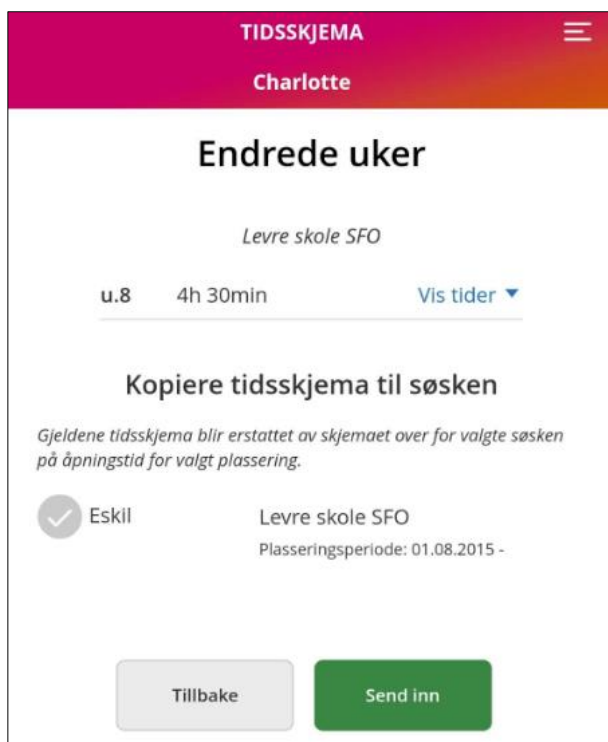 TIDSSKJEMA
Charlotte
Endrede uker
Levre skole SFO
u.8 4h 30min Vis tider
Kopiere tidsskjema til søsken
Gjeldene tidsskjema blir erstattet av skjemaet over for valgte søsken
på åpningstid for valgt plassering.
Eskil Levre skole SFO
Plasseringsperiode: 01.08.2015 -
Tillbake Send inn